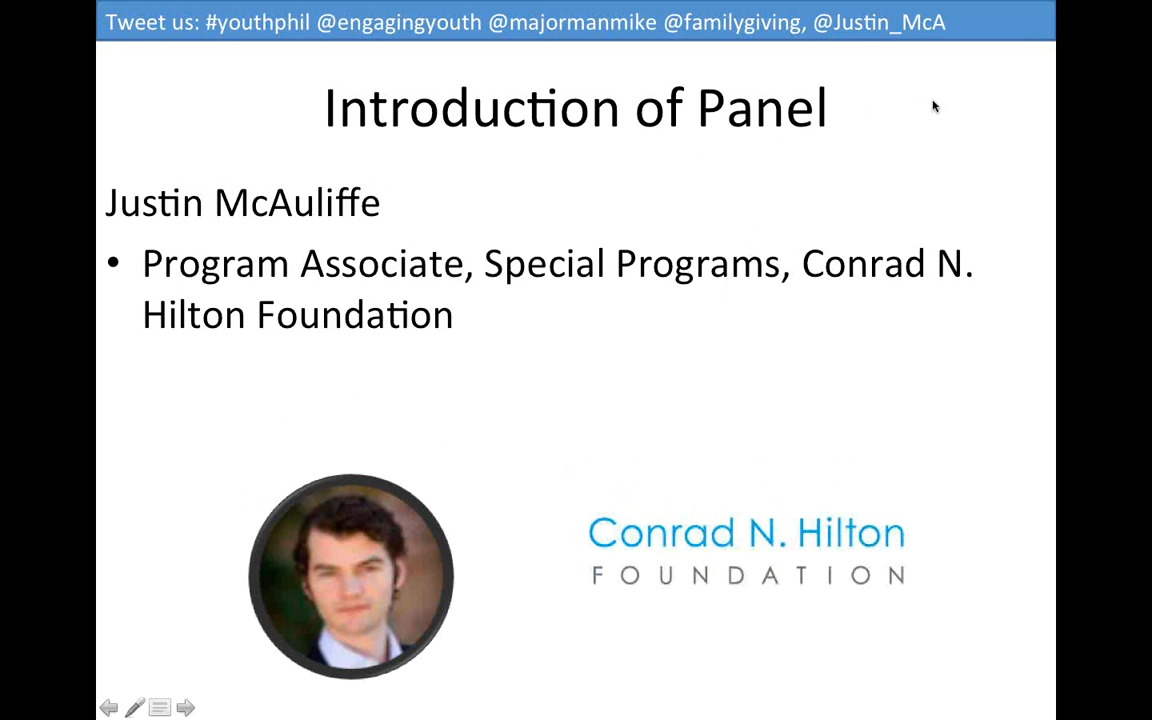 Tweet us: #youthphil @engagingyouth @majormanmike @familygiving, @Justin_McA
Introduction of Panel
Justin McAuliffe
• Program Associate, Special Programs, Conrad N.
Hilton Foundation
Conrad N. Hilton
FOUNDATION